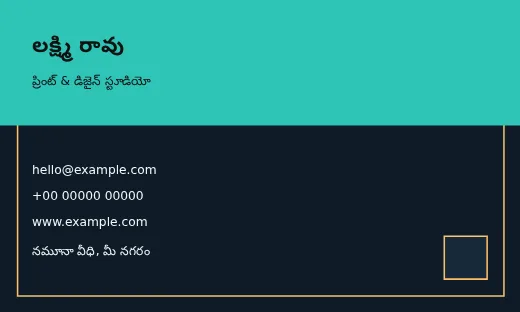 లక్ష్మి రావు
ప్రింట్ & డిజైన్ స్టూడియో
hello@example.com
+00 00000 00000
www.example.com
నమూనా వీధి, మీ నగరం